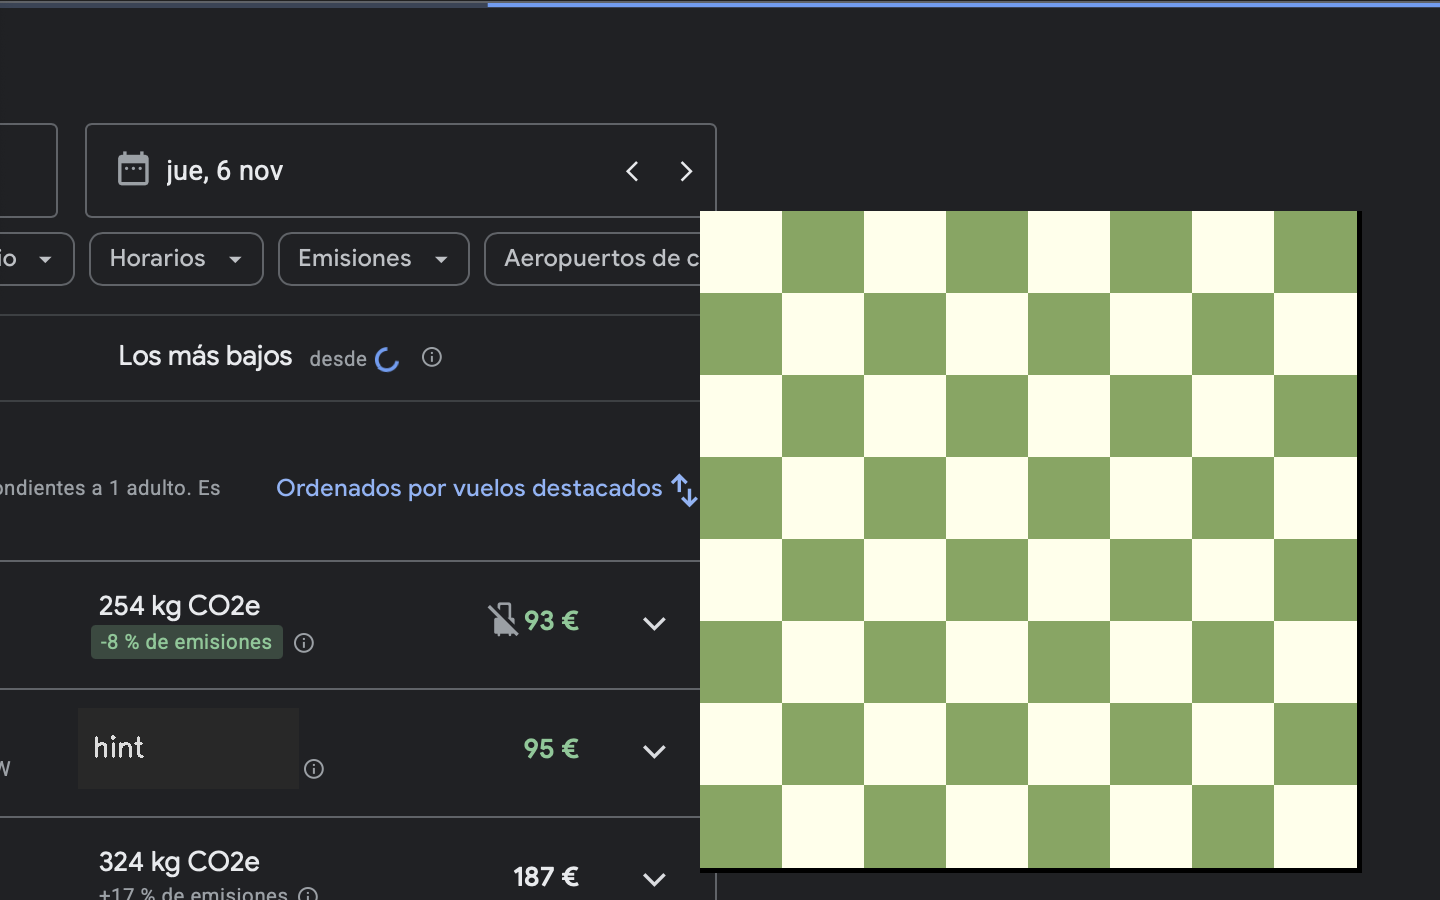 jue, 6 nov
io Horarios Emisiones Aeropuertos de c
Los más bajos desde
ondientes a 1 adulto. Es Ordenados por vuelos destacados
254 kg CO2e 93 €
-8 % de emisiones
hint 95 €
W
324 kg CO2e 187 €
+17 % de emisiones